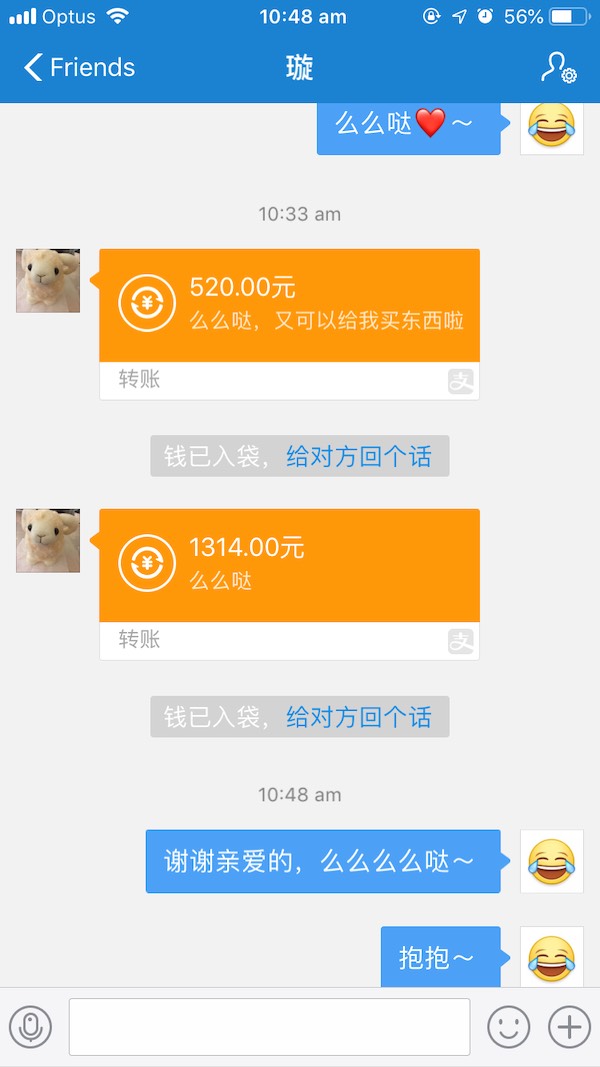 Optus
10:48 am
56%
Friends
璇
么么哒❤️～
10:33 am
520.00元
么么哒，又可以给我买东西啦
转账
支
钱已入袋，给对方回个话
1314.00元
么么哒
转账
支
钱已入袋，给对方回个话
10:48 am
谢谢亲爱的，么么么么哒～
抱抱～